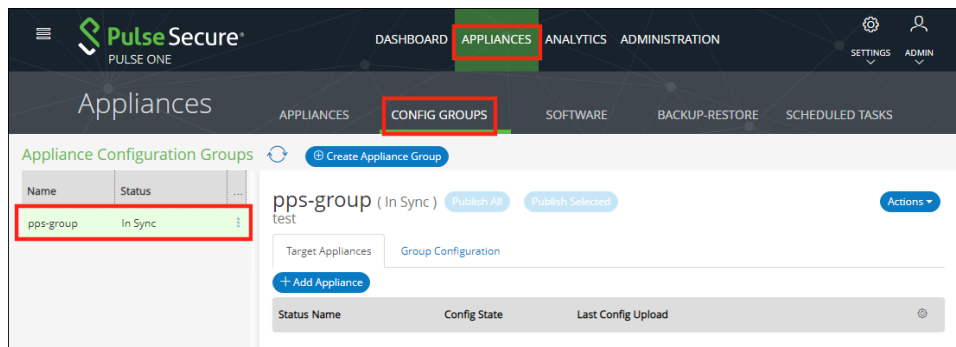 Pulse Secure®
PULSE ONE
DASHBOARD APPLIANCES ANALYTICS ADMINISTRATION
SETTINGS ADMIN
Appliances
APPLIANCES CONFIG GROUPS SOFTWARE BACKUP-RESTORE SCHEDULED TASKS
Appliance Configuration Groups Create Appliance Group
Name Status ...
pps-group In Sync
pps-group ( In Sync ) Publish All Publish Selected Actions
test
Target Appliances Group Configuration
+ Add Appliance
Status Name Config State Last Config Upload